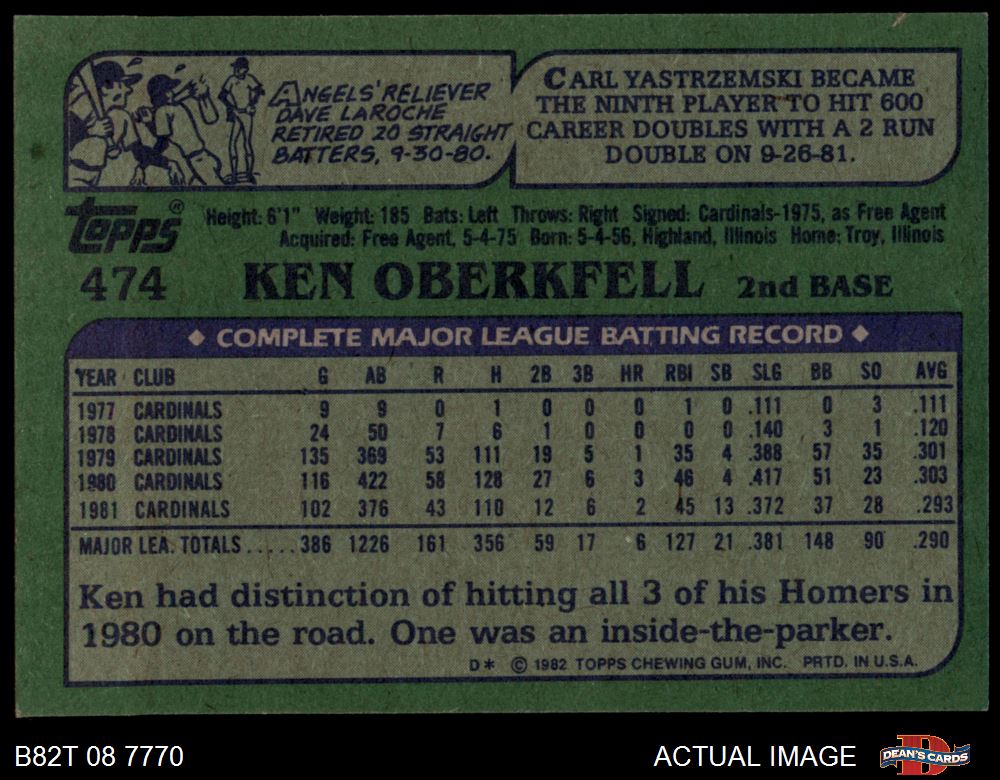 ANGELS' RELIEVER
DAVE LAROCHE
RETIRED 20 STRAIGHT
BATTERS, 9-30-80.
CARL YASTRZEMSKI BECAME
THE NINTH PLAYER TO HIT 600
CAREER DOUBLES WITH A 2 RUN
DOUBLE ON 9-26-81.
Topps®
Height: 6'1" Weight: 185 Bats: Left Throws: Right Signed: Cardinals-1975, as Free Agent
Acquired: Free Agent, 5-4-75 Born: 5-4-56, Highland, Illinois Home: Troy, Illinois
474 KEN OBERKFELL 2nd BASE
◆ COMPLETE MAJOR LEAGUE BATTING RECORD ◆
YEAR CLUB G AB R H 2B 3B HR RBI SB SLG BB SO AVG
1977 CARDINALS 9 9 0 1 0 0 0 1 0 .111 0 3 .111
1978 CARDINALS 24 50 7 6 1 0 0 0 0 .140 3 1 .120
1979 CARDINALS 135 369 53 111 19 5 1 35 4 .388 57 35 .301
1980 CARDINALS 116 422 58 128 27 6 3 46 4 .417 51 23 .303
1981 CARDINALS 102 376 43 110 12 6 2 45 13 .372 37 28 .293
MAJOR LEA. TOTALS.....386 1226 161 356 59 17 6 127 21 .381 148 90 .290
Ken had distinction of hitting all 3 of his Homers in
1980 on the road. One was an inside-the-parker.
D* © 1982 TOPPS CHEWING GUM, INC. PRTD. IN U.S.A.
B82T 08 7770
ACTUAL IMAGE
D
DEAN'S CARDS